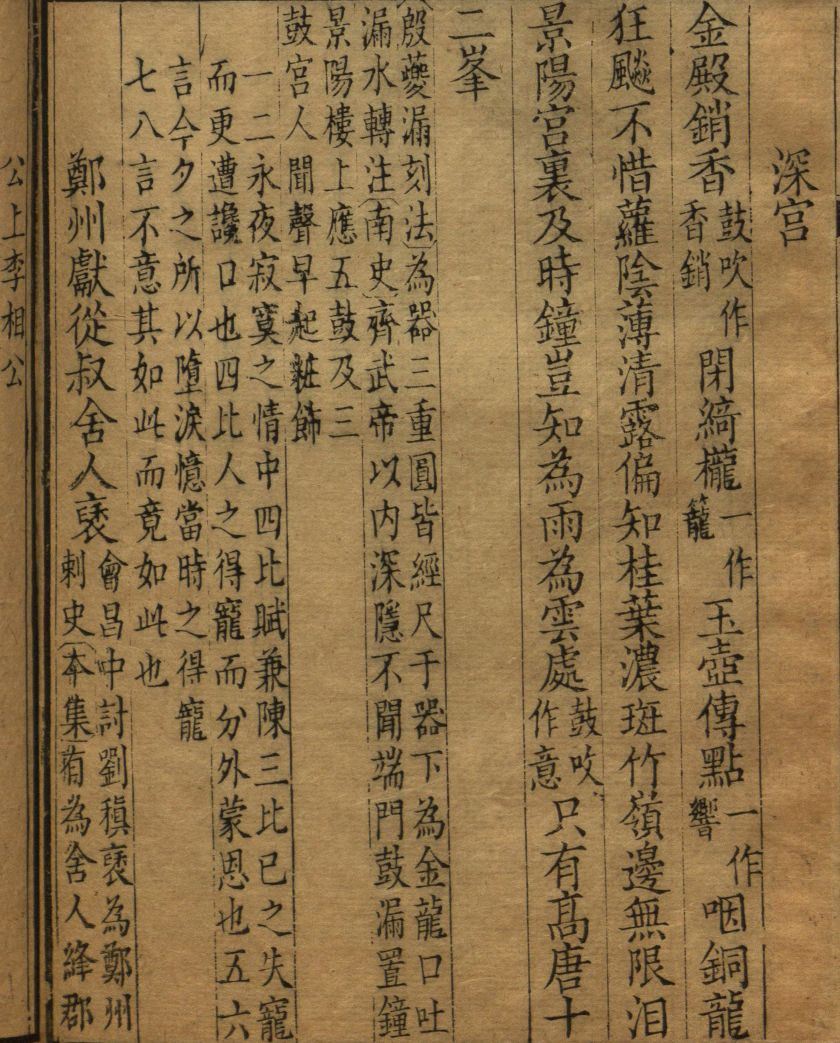 深宮
金殿銷香鼓吹作香銷閉綺櫳一作籠玉壺傳點一作響咽銅龍
狂飈不惜蘿陰薄清露偏知桂葉濃斑竹嶺邊無限泪
景陽宮裏及時鐘豈知為雨為雲處鼓吹作意只有髙唐十
二峯
殷夔漏刻法為器三重圓皆經尺于器下為金龍口吐
漏水轉注南史齊武帝以内深隱不聞端門鼓漏置鐘
景陽樓上應五鼓及三
鼓宮人聞聲早起粧飾
一二永夜寂寞之情中四比賦兼陳三比已之失寵
而更遭讒口也四比人之得寵而分外蒙恩也五六
言今夕之所以墮淚憶當時之得寵
七八言不意其如此而竟如此也
鄭州獻從叔舍人褎會昌中討劉稹褎為鄭州
刺史本集有為舍人絳郡
公上李相公